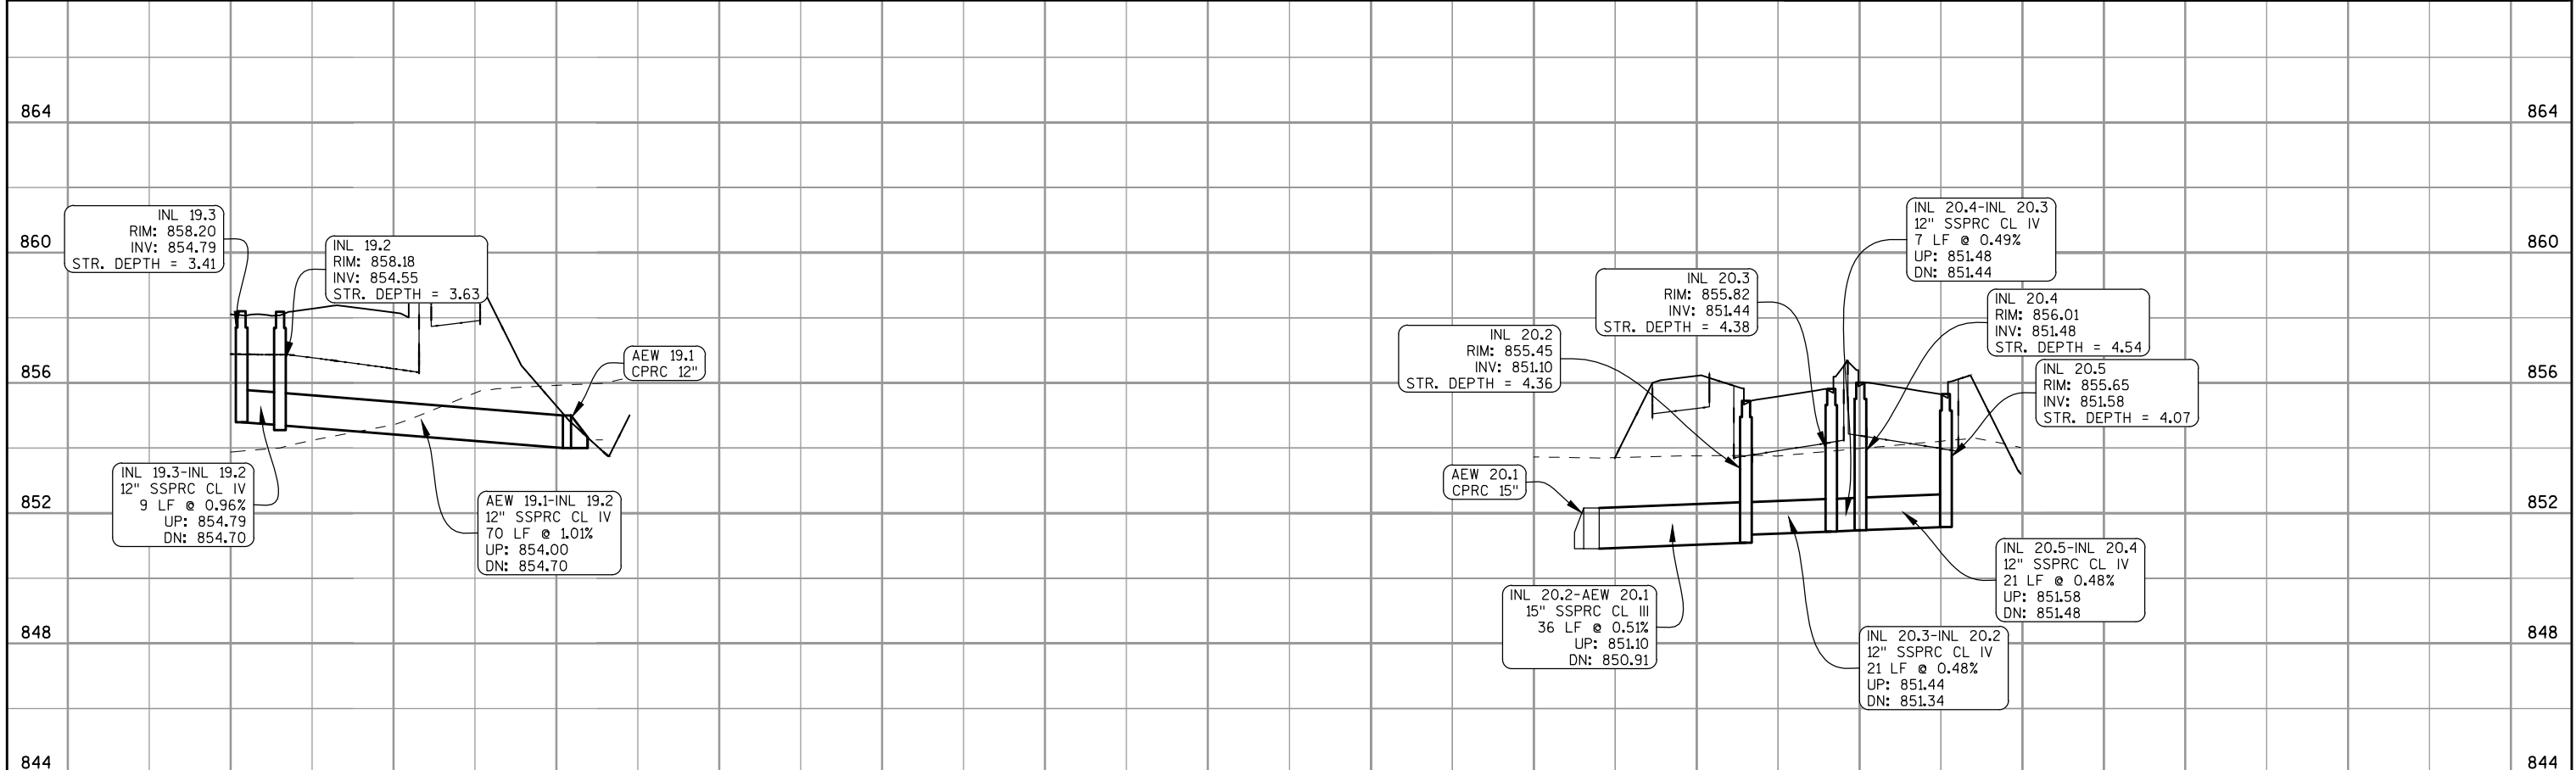 864
864
860
860
856
856
852
852
848
848
844
844
INL 19.3
RIM: 858.20
INV: 854.79
STR. DEPTH = 3.41
INL 19.2
RIM: 858.18
INV: 854.55
STR. DEPTH = 3.63
AEW 19.1
CPRC 12"
INL 19.3-INL 19.2
12" SSPRC CL IV
9 LF @ 0.96%
UP: 854.79
DN: 854.70
AEW 19.1-INL 19.2
12" SSPRC CL IV
70 LF @ 1.01%
UP: 854.00
DN: 854.70
INL 20.2
RIM: 855.45
INV: 851.10
STR. DEPTH = 4.36
INL 20.3
RIM: 855.82
INV: 851.44
STR. DEPTH = 4.38
INL 20.4-INL 20.3
12" SSPRC CL IV
7 LF @ 0.49%
UP: 851.48
DN: 851.44
INL 20.4
RIM: 856.01
INV: 851.48
STR. DEPTH = 4.54
INL 20.5
RIM: 855.65
INV: 851.58
STR. DEPTH = 4.07
AEW 20.1
CPRC 15"
INL 20.2-AEW 20.1
15" SSPRC CL III
36 LF @ 0.51%
UP: 851.10
DN: 850.91
INL 20.5-INL 20.4
12" SSPRC CL IV
21 LF @ 0.48%
UP: 851.58
DN: 851.48
INL 20.3-INL 20.2
12" SSPRC CL IV
21 LF @ 0.48%
UP: 851.44
DN: 851.34